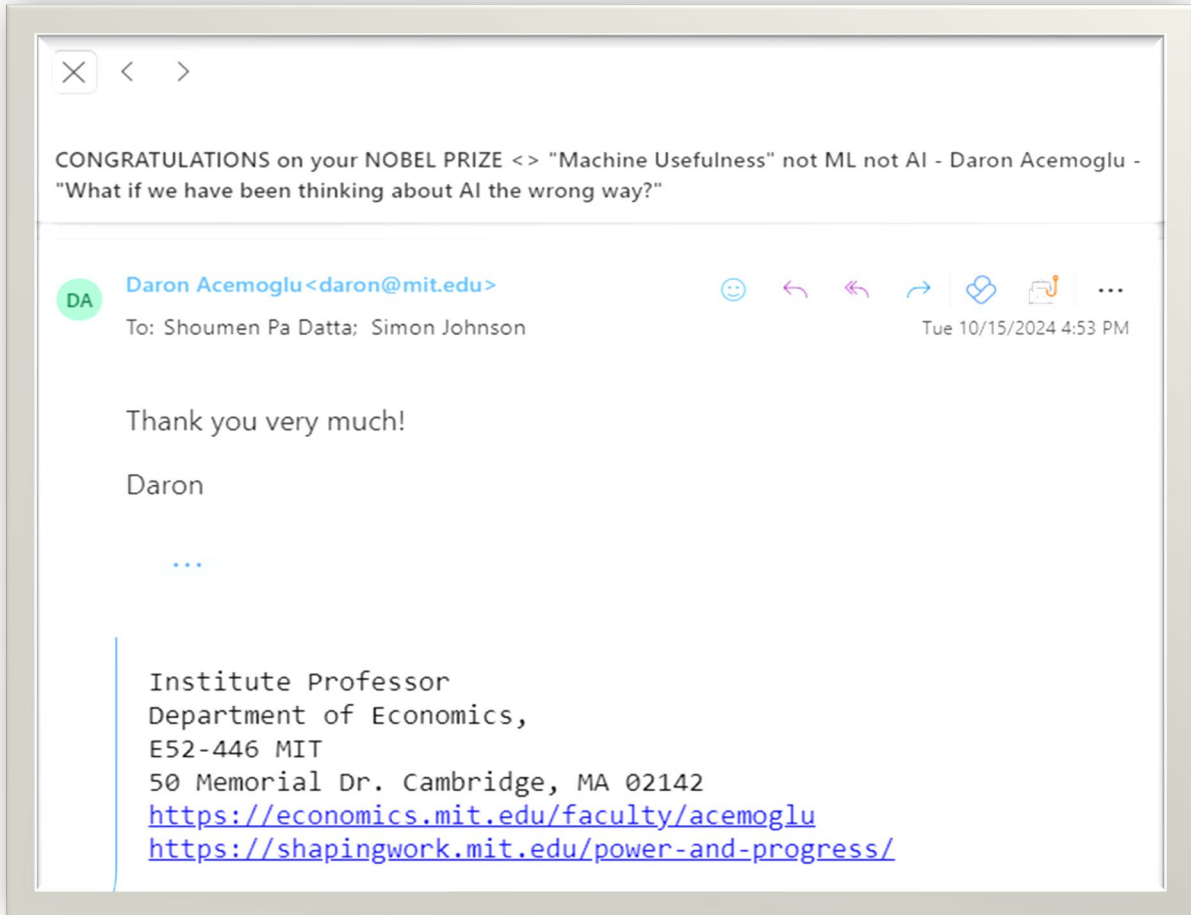 CONGRATULATIONS on your NOBEL PRIZE <> "Machine Usefulness" not ML not AI - Daron Acemoglu -
"What if we have been thinking about AI the wrong way?"
DA
Daron Acemoglu<daron@mit.edu>
To: Shoumen Pa Datta; Simon Johnson
Tue 10/15/2024 4:53 PM
Thank you very much!
Daron
...
Institute Professor
Department of Economics,
E52-446 MIT
50 Memorial Dr. Cambridge, MA 02142
https://economics.mit.edu/faculty/acemoglu
https://shapingwork.mit.edu/power-and-progress/